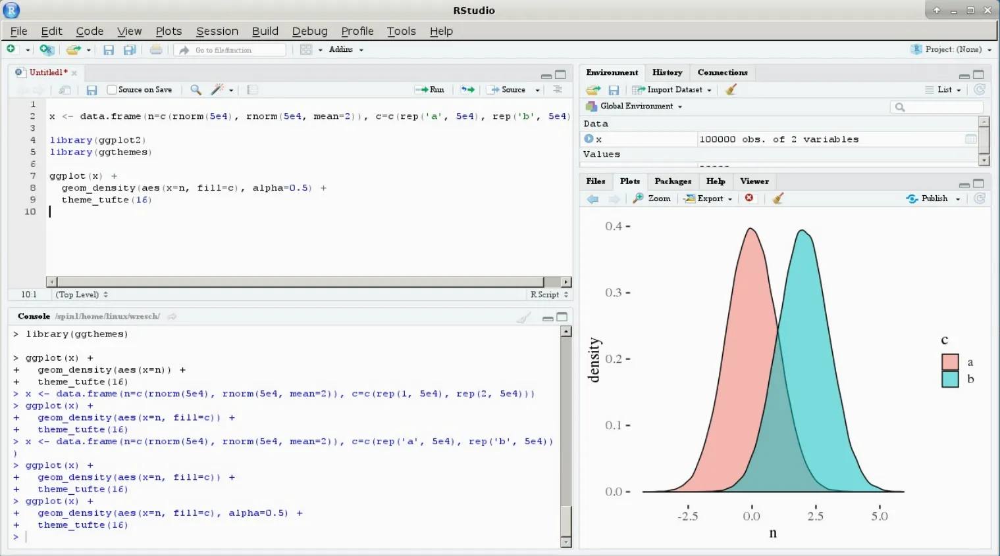 RStudio
File Edit Code View Plots Session Build Debug Profile Tools Help
Go to file/function Addins Project: (None)
Untitled1*
Source on Save Run Source
1
2 x <- data.frame(n=c(rnorm(5e4), rnorm(5e4, mean=2)), c=c(rep('a', 5e4), rep('b', 5e4)
3
4 library(ggplot2)
5 library(ggthemes)
6
7 ggplot(x) +
8 geom_density(aes(x=n, fill=c), alpha=0.5) +
9 theme_tufte(16)
10
10:1 (Top Level) R Script
Console /spin1/home/linux/wresch/
> library(ggthemes)
> ggplot(x) +
+ geom_density(aes(x=n)) +
+ theme_tufte(16)
> x <- data.frame(n=c(rnorm(5e4), rnorm(5e4, mean=2)), c=c(rep(1, 5e4), rep(2, 5e4)))
> ggplot(x) +
+ geom_density(aes(x=n, fill=c)) +
+ theme_tufte(16)
> x <- data.frame(n=c(rnorm(5e4), rnorm(5e4, mean=2)), c=c(rep('a', 5e4), rep('b', 5e4))
)
> ggplot(x) +
+ geom_density(aes(x=n, fill=c)) +
+ theme_tufte(16)
> ggplot(x) +
+ geom_density(aes(x=n, fill=c), alpha=0.5) +
+ theme_tufte(16)
>
Environment History Connections
Import Dataset List
Global Environment
Data
x 100000 obs. of 2 variables
Values
Files Plots Packages Help Viewer
Zoom Export Publish
0.4
0.3
0.2
0.1
0.0
density
-2.5 0.0 2.5 5.0
n
c
a
b